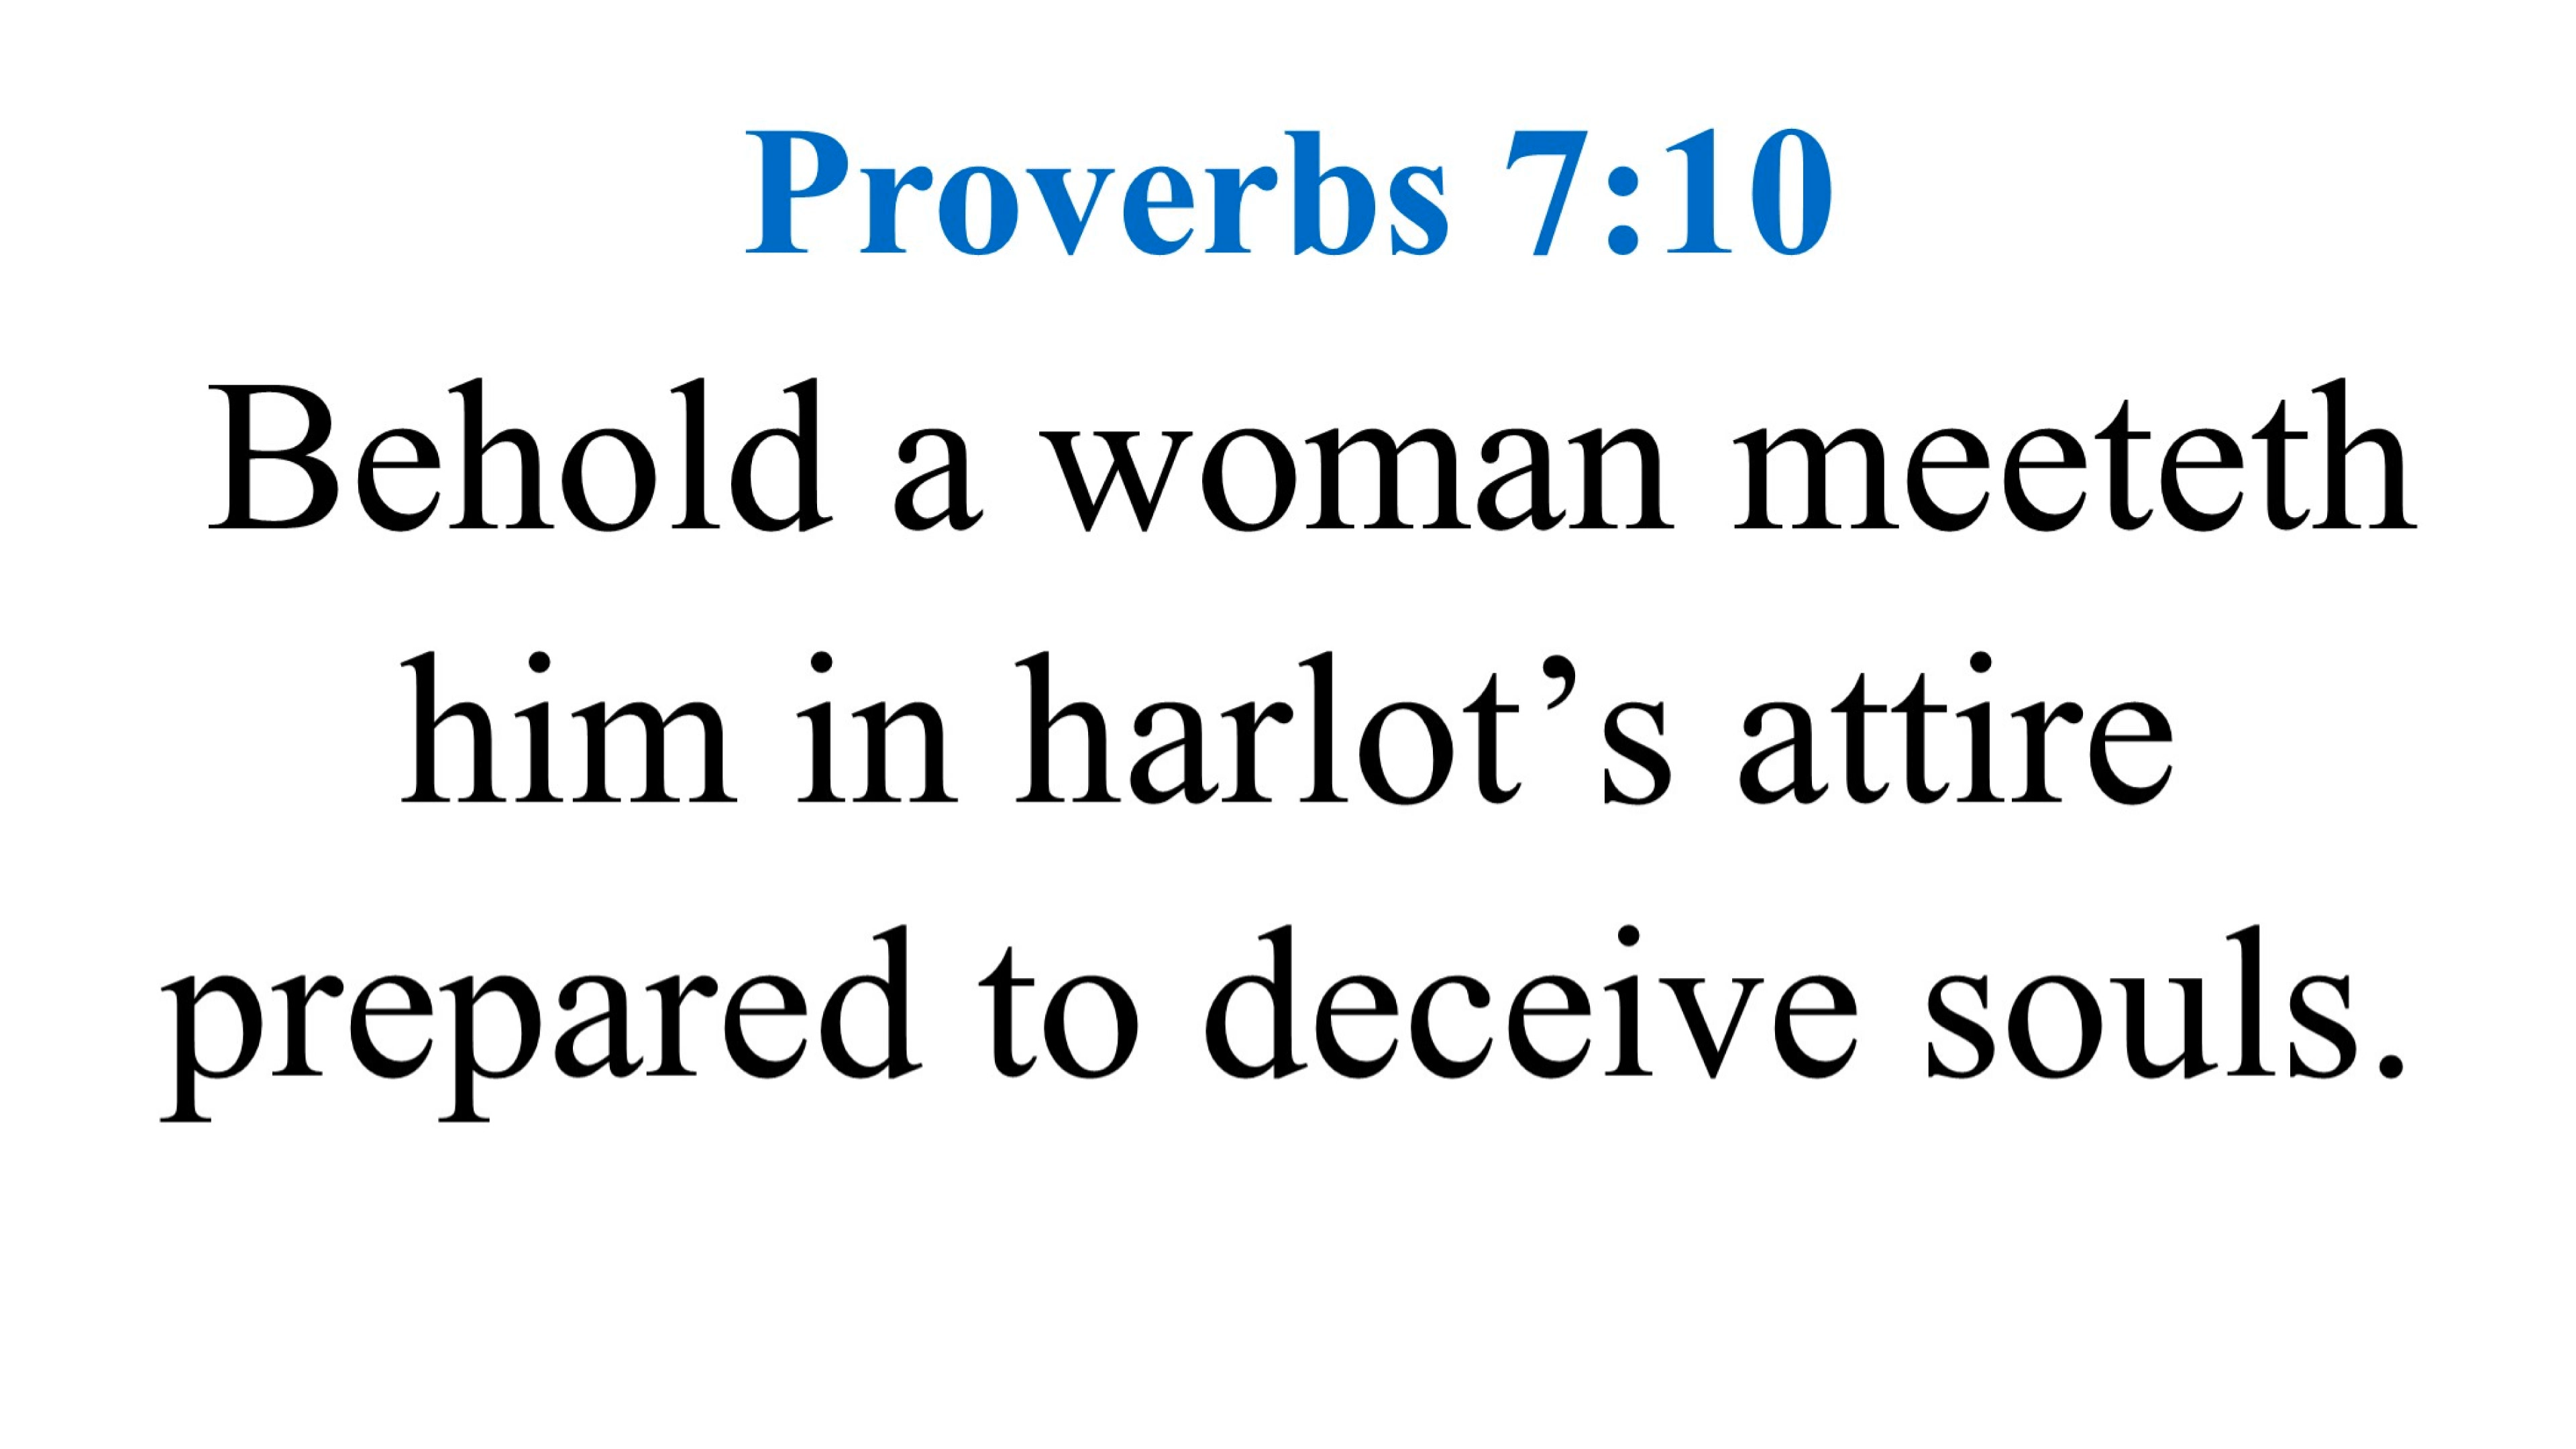 Proverbs 7:10
Behold a woman meeteth
him in harlot’s attire
prepared to deceive souls.